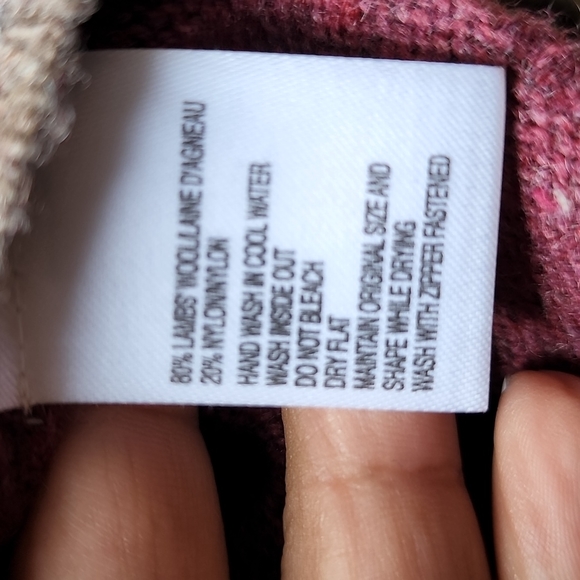 80% LAMBS' WOOL/LAINE D'AGNEAU
20% NYLON/NYLON
HAND WASH IN COOL WATER
WASH INSIDE OUT
DO NOT BLEACH
DRY FLAT
MAINTAIN ORIGINAL SIZE AND
SHAPE WHILE DRYING
WASH WITH ZIPPER FASTENED